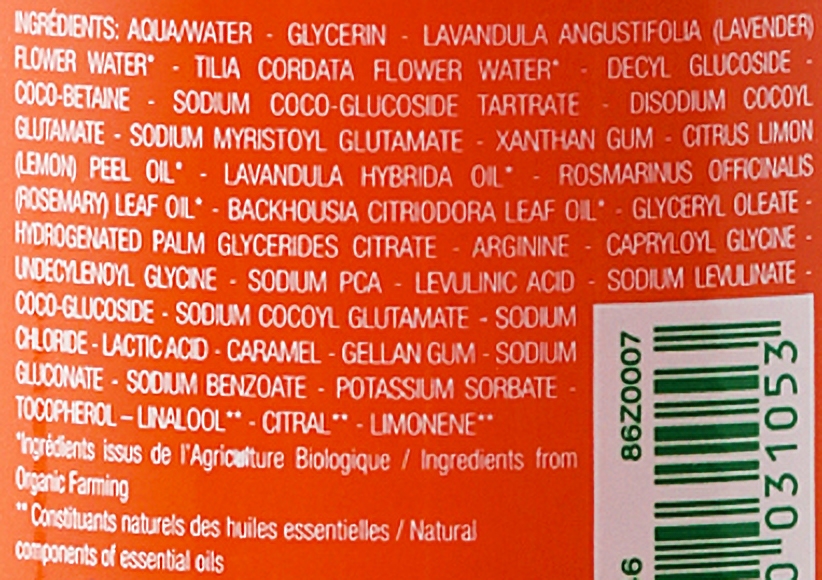 INGRÉDIENTS: AQUA/WATER - GLYCERIN - LAVANDULA ANGUSTIFOLIA (LAVENDER)
FLOWER WATER* - TILIA CORDATA FLOWER WATER* - DECYL GLUCOSIDE -
COCO-BETAINE - SODIUM COCO-GLUCOSIDE TARTRATE - DISODIUM COCOYL
GLUTAMATE - SODIUM MYRISTOYL GLUTAMATE - XANTHAN GUM - CITRUS LIMON
(LEMON) PEEL OIL* - LAVANDULA HYBRIDA OIL* - ROSMARINUS OFFICINALIS
(ROSEMARY) LEAF OIL* - BACKHOUSIA CITRIODORA LEAF OIL* - GLYCERYL OLEATE -
HYDROGENATED PALM GLYCERIDES CITRATE - ARGININE - CAPRYLOYL GLYCINE -
UNDECYLENOYL GLYCINE - SODIUM PCA - LEVULINIC ACID - SODIUM LEVULINATE -
COCO-GLUCOSIDE - SODIUM COCOYL GLUTAMATE - SODIUM
CHLORIDE - LACTIC ACID - CARAMEL - GELLAN GUM - SODIUM
GLUCONATE - SODIUM BENZOATE - POTASSIUM SORBATE -
TOCOPHEROL – LINALOOL** - CITRAL** - LIMONENE**
*Ingrédients issus de l'Agriculture Biologique / Ingredients from
Organic Farming
** Constituants naturels des huiles essentielles / Natural
components of essential oils
86Z0007
031053